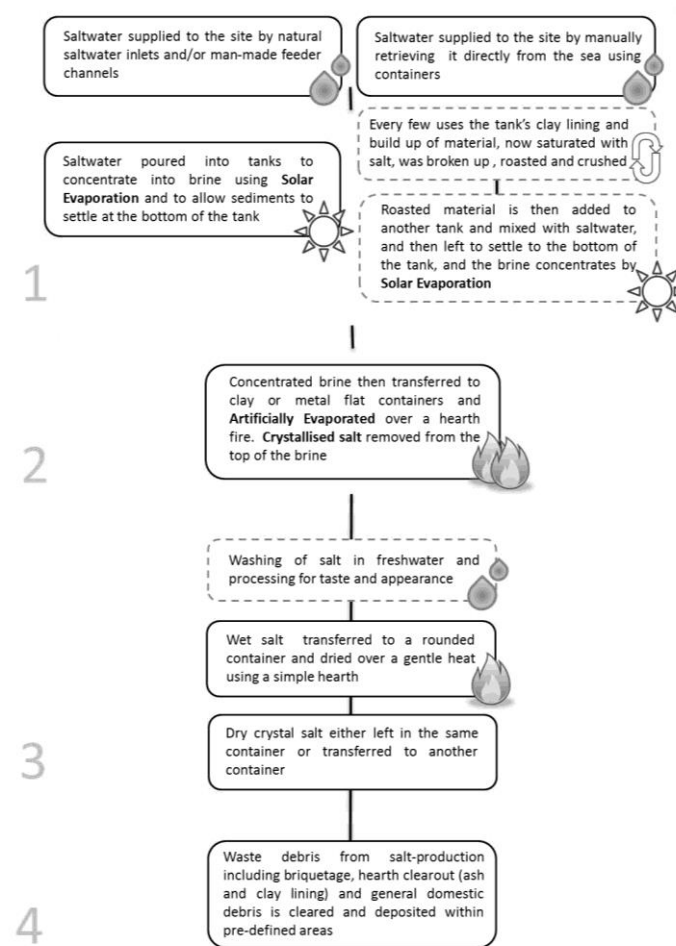 Saltwater supplied to the site by natural
saltwater inlets and/or man-made feeder
channels
Saltwater supplied to the site by manually
retrieving it directly from the sea using
containers
Every few uses the tank's clay lining and
build up of material, now saturated with
salt, was broken up , roasted and crushed
Saltwater poured into tanks to
concentrate into brine using Solar
Evaporation and to allow sediments to
settle at the bottom of the tank
Roasted material is then added to
another tank and mixed with saltwater,
and then left to settle to the bottom of
the tank, and the brine concentrates by
Solar Evaporation
1
Concentrated brine then transferred to
clay or metal flat containers and
Artificially Evaporated over a hearth
fire. Crystallised salt removed from the
top of the brine
2
Washing of salt in freshwater and
processing for taste and appearance
Wet salt transferred to a rounded
container and dried over a gentle heat
using a simple hearth
Dry crystal salt either left in the same
container or transferred to another
container
3
Waste debris from salt-production
including briquetage, hearth clearout (ash
and clay lining) and general domestic
debris is cleared and deposited within
pre-defined areas
4